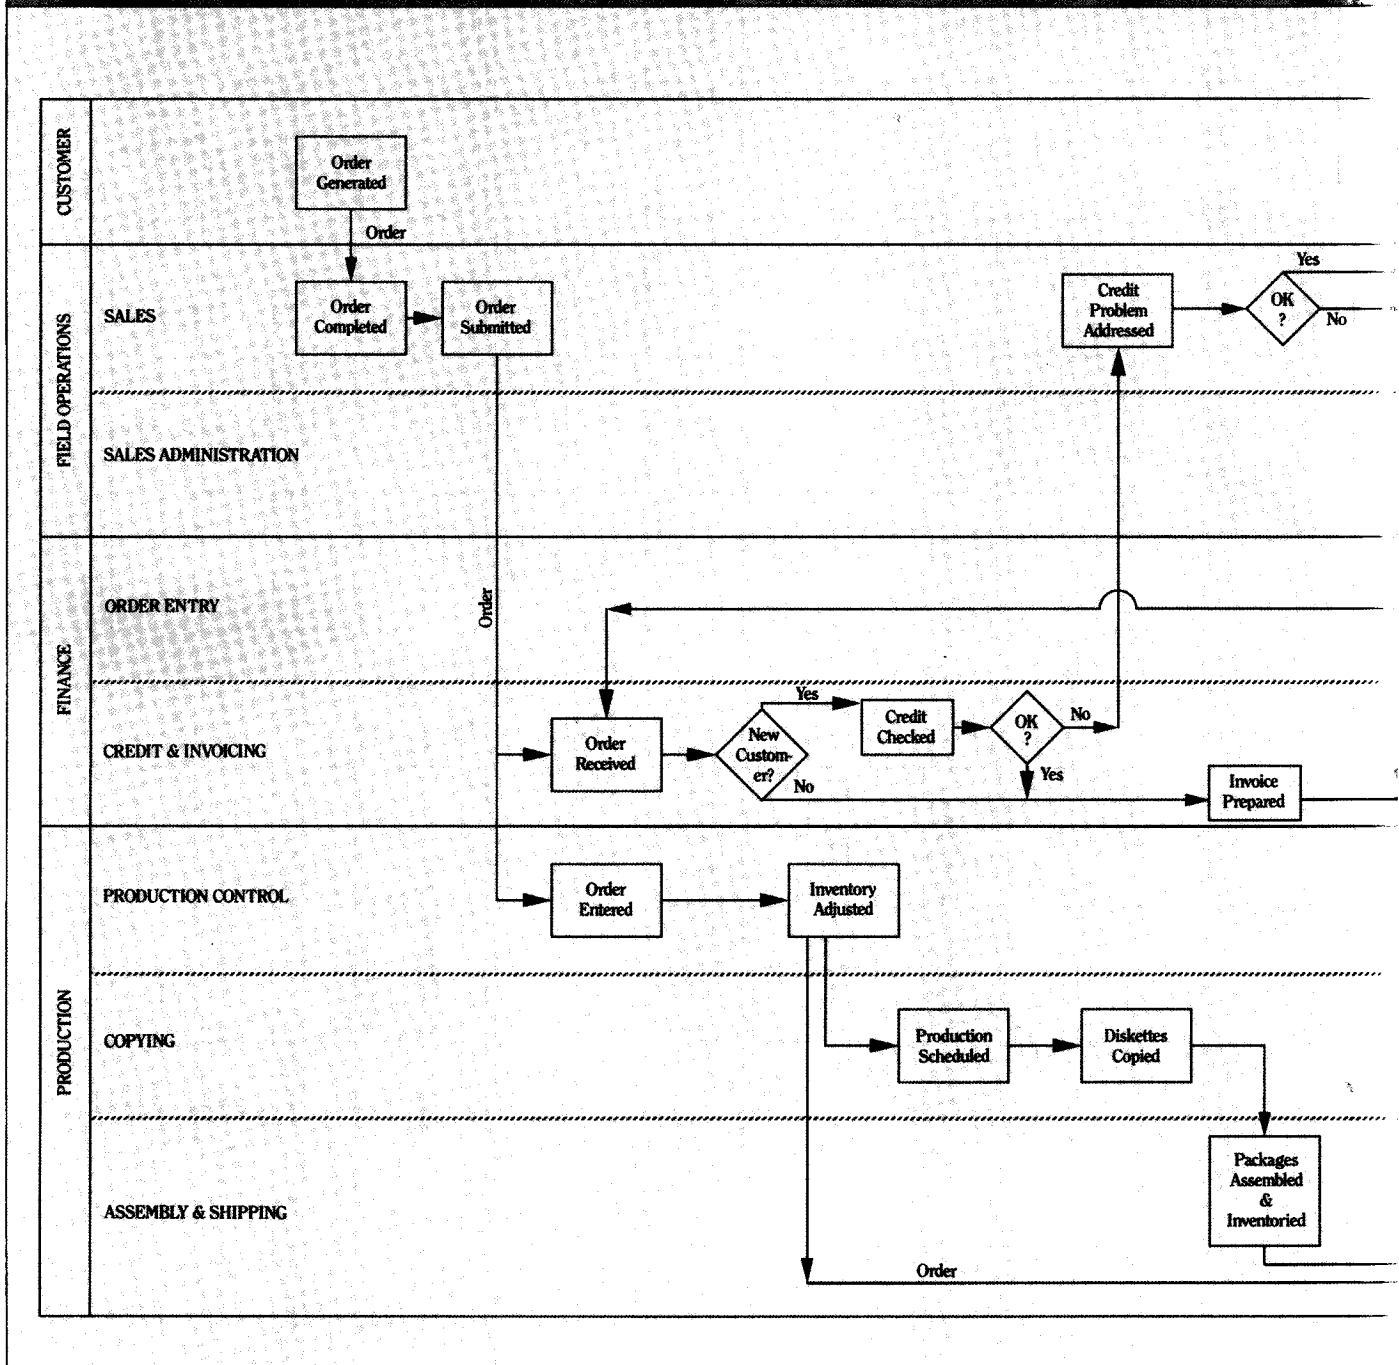 CUSTOMER
Order
Generated
Order
FIELD OPERATIONS
SALES
Order
Completed
Order
Submitted
Credit
Problem
Addressed
OK
?
Yes
No
SALES ADMINISTRATION
FINANCE
ORDER ENTRY
Order
CREDIT & INVOICING
Order
Received
New
Custom-
er?
Yes
No
Credit
Checked
OK
?
No
Yes
Invoice
Prepared
PRODUCTION
PRODUCTION CONTROL
Order
Entered
Inventory
Adjusted
COPYING
Production
Scheduled
Diskettes
Copied
ASSEMBLY & SHIPPING
Packages
Assembled
&
Inventoried
Order